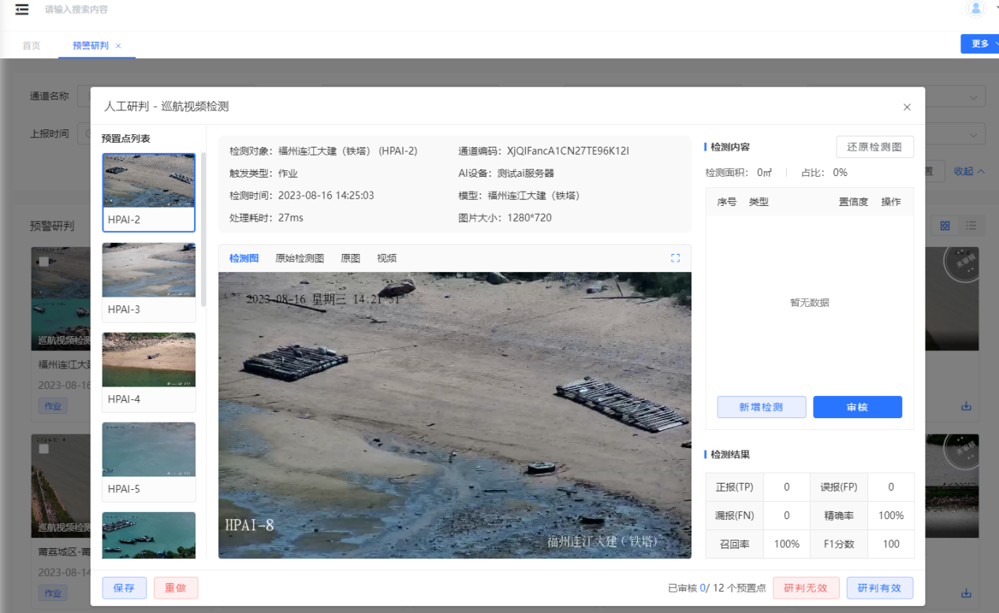 请输入搜索内容
首页 预警研判 × 更多
通道名称
上报时间
收起
预警研判
人工研判 - 巡航视频检测
预置点列表
HPAI-2
HPAI-3
HPAI-4
HPAI-5
检测对象：福州连江大建（铁塔） (HPAI-2) 通道编码：XjQIFancA1CN27TE96K12I
触发类型：作业 AI设备：测试ai服务器
检测时间：2023-08-16 14:25:03 模型：福州连江大建（铁塔）
处理耗时：27ms 图片大小：1280*720
检测图 原始检测图 原图 视频
2023-08-16 星期三 14:21:51
HPAI-8
福州连江大建（铁塔）
检测内容 还原检测图
检测面积： 0㎡ 占比： 0%
序号 类型 置信度 操作
暂无数据
新增检测 审核
检测结果
正报(TP) 0 误报(FP) 0
漏报(FN) 0 精确率 100%
召回率 100% F1分数 100
保存 重做 已审核 0/ 12 个预置点 研判无效 研判有效
未审核
巡航视频检
福州连江大
2023-08-16
作业
未审核
巡航视频检
莆荔城区-莆
2023-08-14
作业